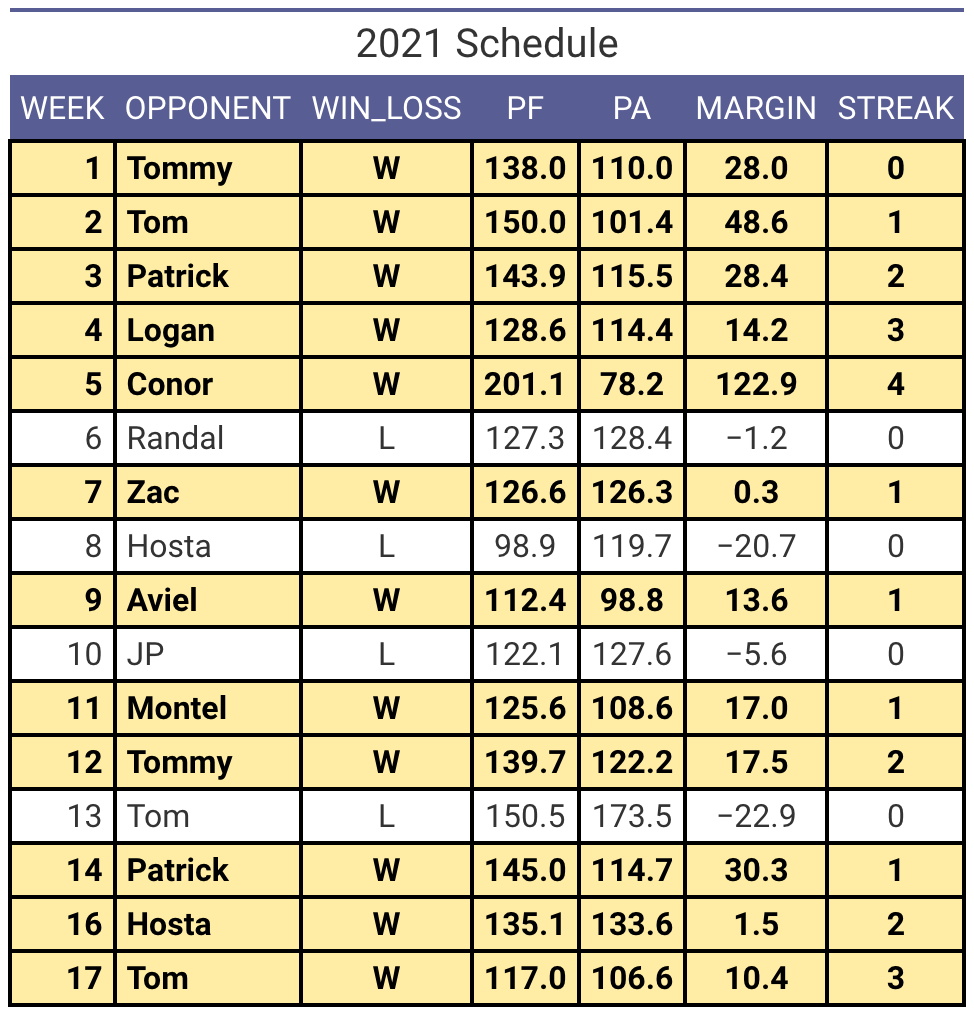 2021 Schedule
WEEK OPPONENT WIN_LOSS PF PA MARGIN STREAK
1 Tommy W 138.0 110.0 28.0 0
2 Tom W 150.0 101.4 48.6 1
3 Patrick W 143.9 115.5 28.4 2
4 Logan W 128.6 114.4 14.2 3
5 Conor W 201.1 78.2 122.9 4
6 Randal L 127.3 128.4 −1.2 0
7 Zac W 126.6 126.3 0.3 1
8 Hosta L 98.9 119.7 −20.7 0
9 Aviel W 112.4 98.8 13.6 1
10 JP L 122.1 127.6 −5.6 0
11 Montel W 125.6 108.6 17.0 1
12 Tommy W 139.7 122.2 17.5 2
13 Tom L 150.5 173.5 −22.9 0
14 Patrick W 145.0 114.7 30.3 1
16 Hosta W 135.1 133.6 1.5 2
17 Tom W 117.0 106.6 10.4 3